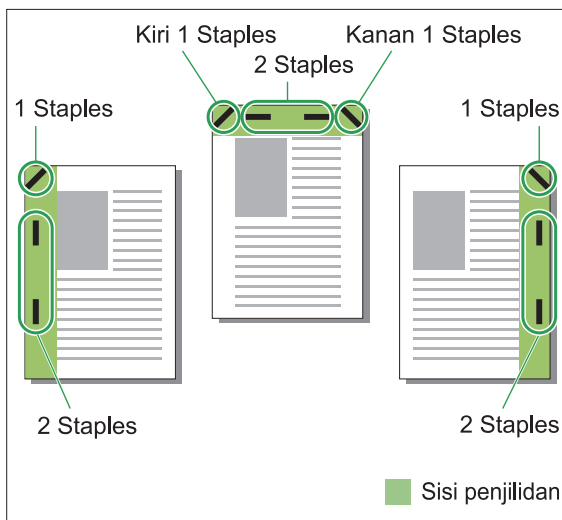 Kiri 1 Staples
Kanan 1 Staples
2 Staples
1 Staples
1 Staples
2 Staples
2 Staples
Sisi penjilidan